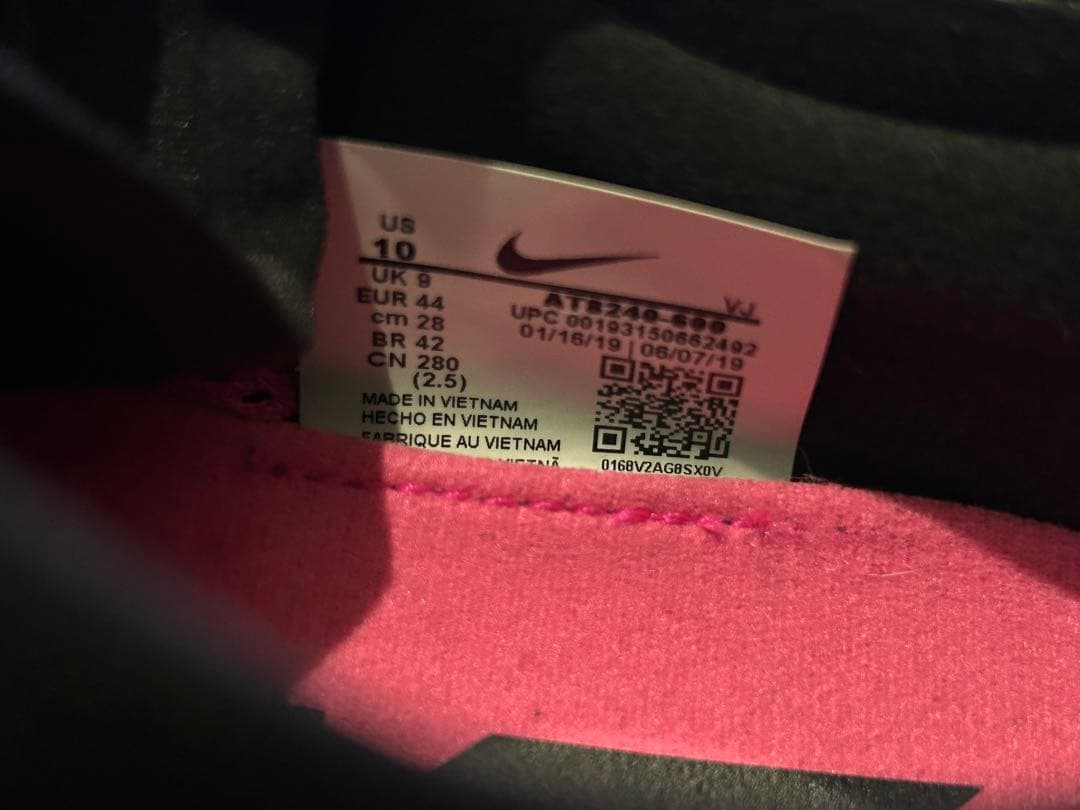 US
10
UK 9
EUR 44
cm 28
BR 42
CN 280
(2.5)
MADE IN VIETNAM
HECHO EN VIETNAM
FABRIQUE AU VIETNAM
VIETNÃ
VJ
AT8240-600
UPC 00193150662492
01/16/19 | 06/07/19
0168V2AG8SX0V